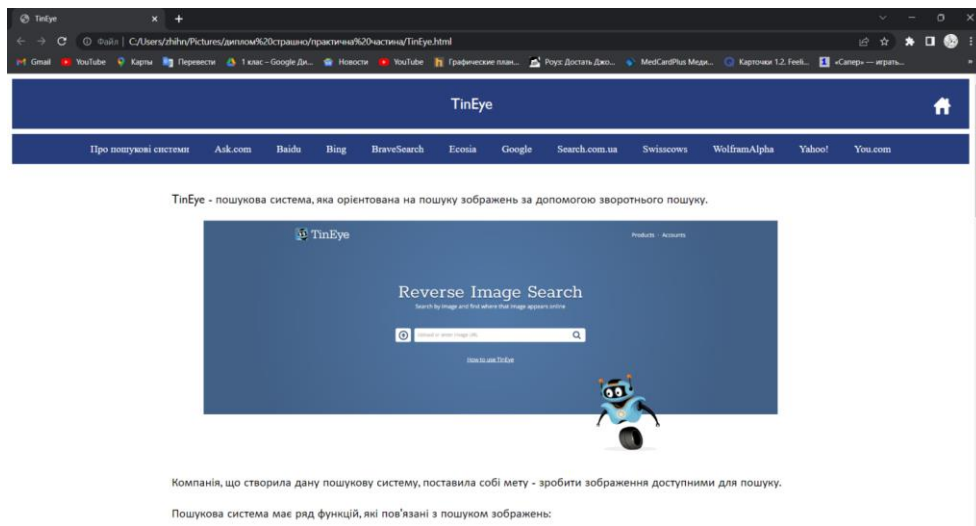 TinEye
Файл | C:/Users/zhihn/Pictures/диплом%20страшно/практична%20частина/TinEye.html
Gmail YouTube Карты Перевести 1 клас – Google Ди... Новости YouTube Графические план... Роуз: Достать Джо... MedCardPlus Меди... Карточки 1.2. Feeli... «Сапер» — играть...
TinEye
Про пошукові системи Ask.com Baidu Bing BraveSearch Ecosia Google Search.com.ua Swisscows WolframAlpha Yahoo! You.com
TinEye - пошукова система, яка орієнтована на пошуку зображень за допомогою зворотнього пошуку.
TinEye Products Accounts
Reverse Image Search
Search by image and find where that image appears online
Upload or enter image URL
How to use TinEye
Компанія, що створила дану пошукову систему, поставила собі мету - зробити зображення доступними для пошуку.
Пошукова система має ряд функцій, які пов'язані з пошуком зображень: